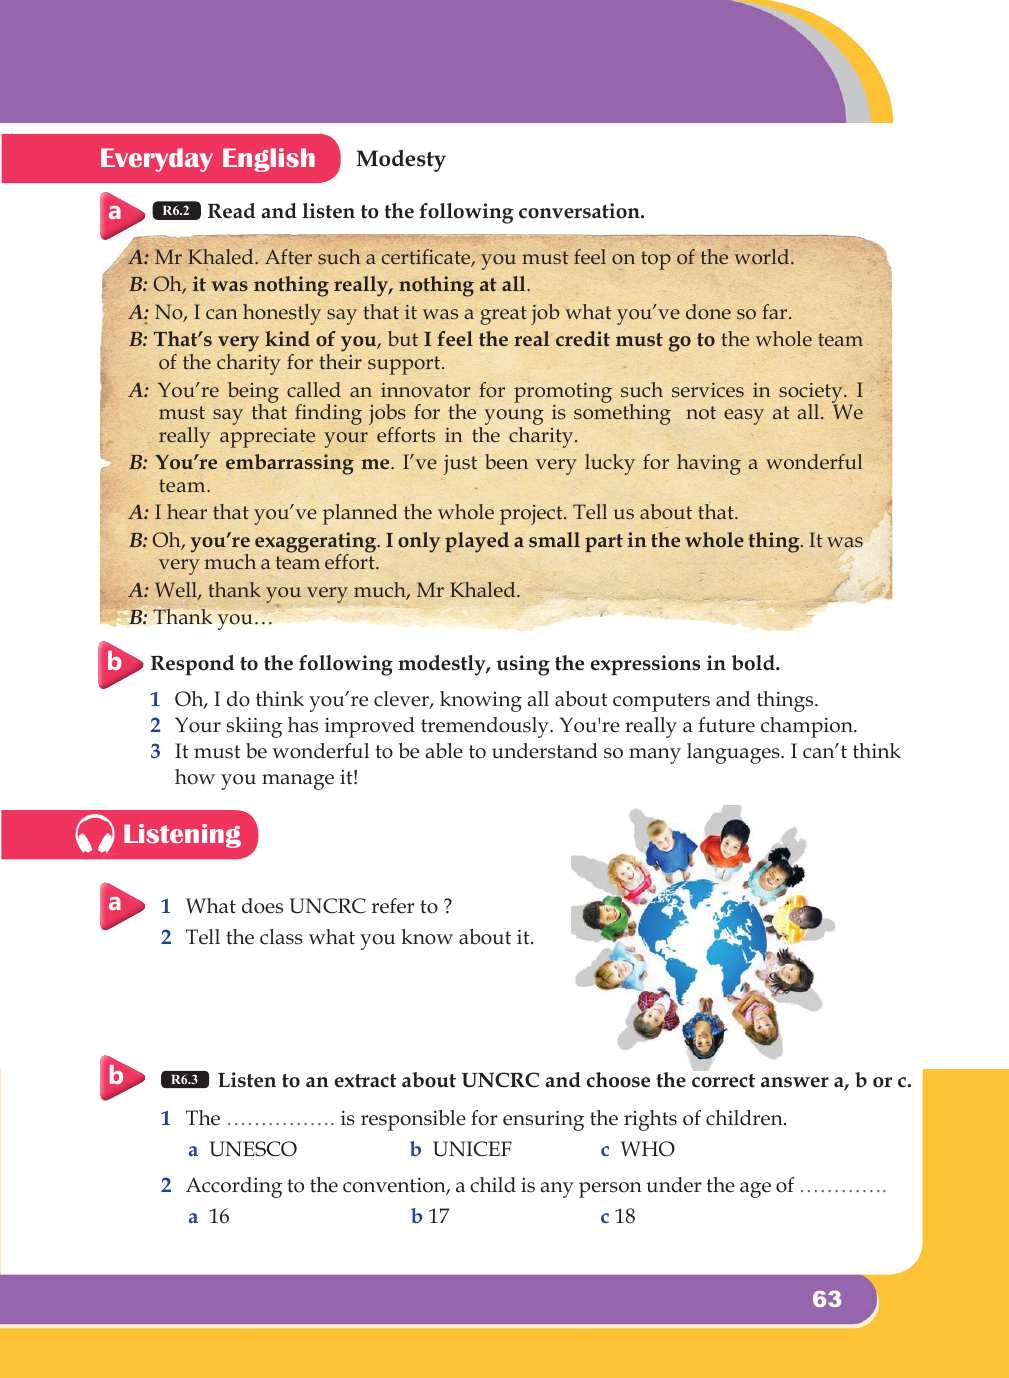 Everyday English Modesty
a R6.2 Read and listen to the following conversation.
A: Mr Khaled. After such a certificate, you must feel on top of the world.
B: Oh, it was nothing really, nothing at all.
A: No, I can honestly say that it was a great job what you’ve done so far.
B: That’s very kind of you, but I feel the real credit must go to the whole team
of the charity for their support.
A: You’re being called an innovator for promoting such services in society. I
must say that finding jobs for the young is something not easy at all. We
really appreciate your efforts in the charity.
B: You’re embarrassing me. I’ve just been very lucky for having a wonderful
team.
A: I hear that you’ve planned the whole project. Tell us about that.
B: Oh, you’re exaggerating. I only played a small part in the whole thing. It was
very much a team effort.
A: Well, thank you very much, Mr Khaled.
B: Thank you…
b Respond to the following modestly, using the expressions in bold.
1 Oh, I do think you’re clever, knowing all about computers and things.
2 Your skiing has improved tremendously. You're really a future champion.
3 It must be wonderful to be able to understand so many languages. I can’t think
how you manage it!
Listening
a 1 What does UNCRC refer to ?
2 Tell the class what you know about it.
b R6.3 Listen to an extract about UNCRC and choose the correct answer a, b or c.
1 The ……………. is responsible for ensuring the rights of children.
a UNESCO b UNICEF c WHO
2 According to the convention, a child is any person under the age of ………….
a 16 b 17 c 18
63